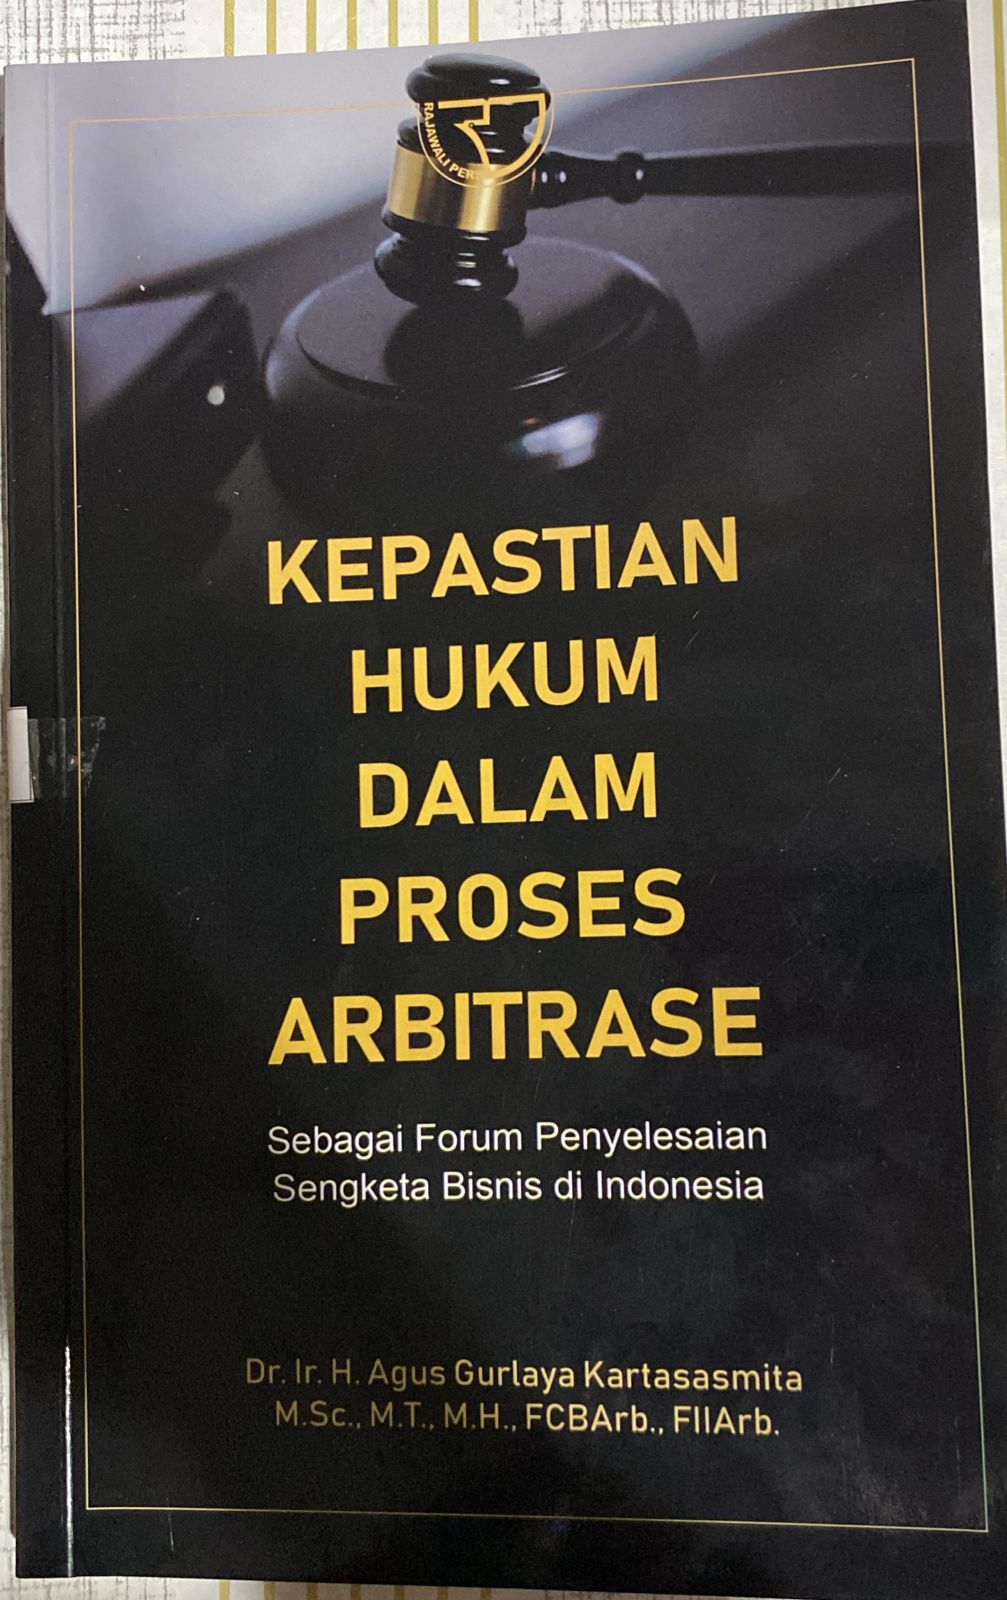 RAJAWALI PERS
KEPASTIAN
HUKUM
DALAM
PROSES
ARBITRASE
Sebagai Forum Penyelesaian
Sengketa Bisnis di Indonesia
Dr. Ir. H. Agus Gurlaya Kartasasmita
M.Sc., M.T., M.H., FCBArb., FIIArb.